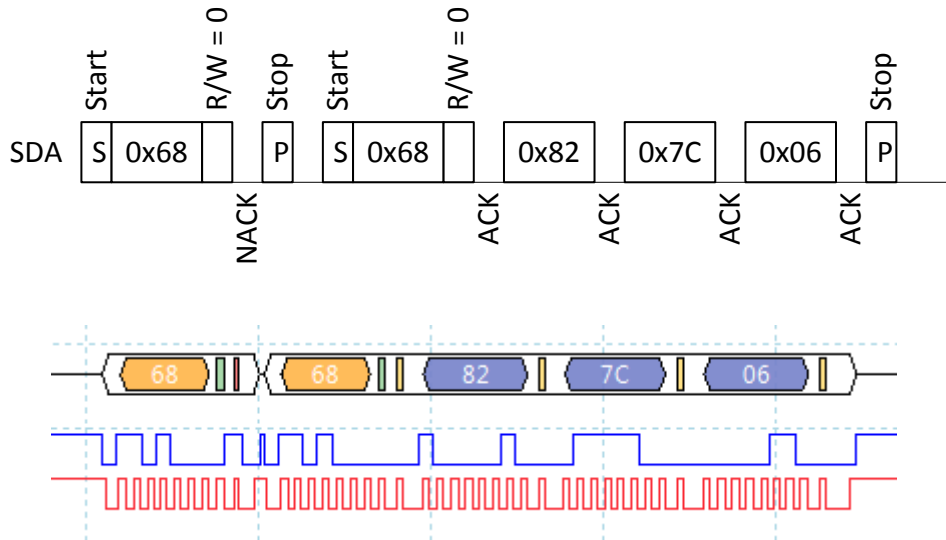 Start
R/W = 0
Stop
Start
R/W = 0
Stop
SDA S 0x68 P S 0x68 0x82 0x7C 0x06 P
NACK
ACK
ACK
ACK
ACK
68 68 82 7C 06